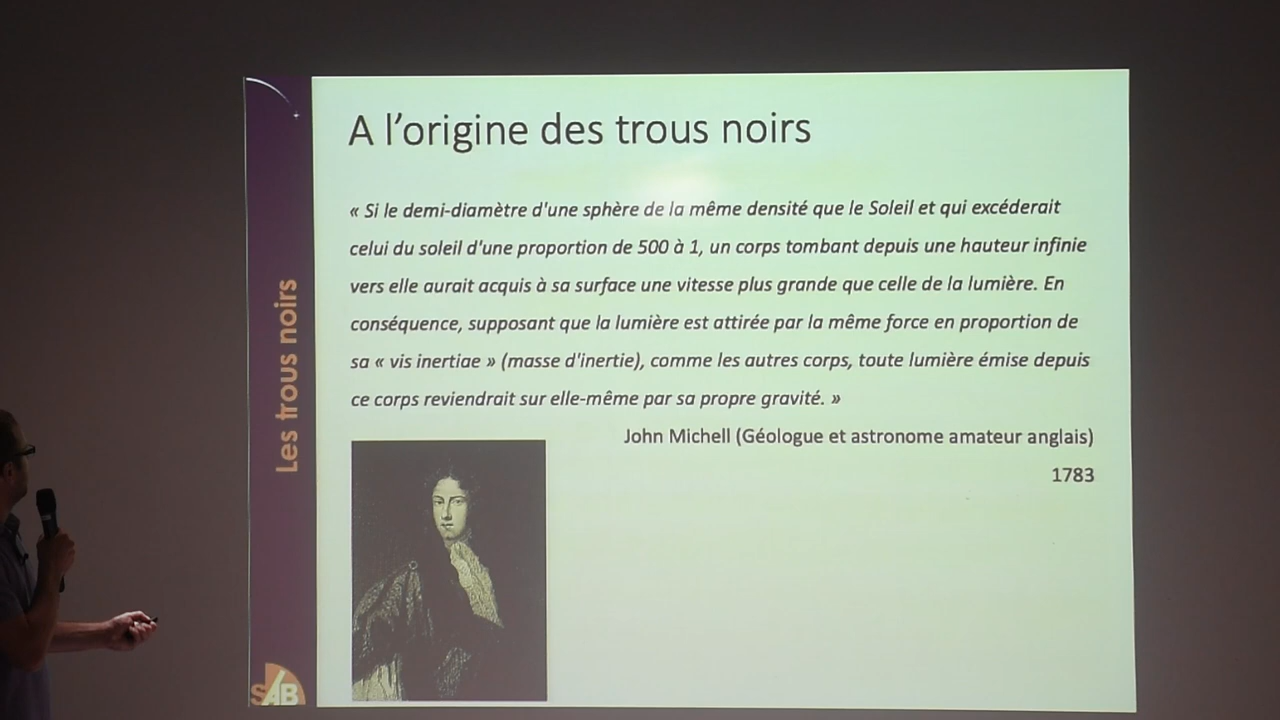 A l'origine des trous noirs
« Si le demi-diamètre d'une sphère de la même densité que le Soleil et qui excéderait
celui du soleil d'une proportion de 500 à 1, un corps tombant depuis une hauteur infinie
vers elle aurait acquis à sa surface une vitesse plus grande que celle de la lumière. En
conséquence, supposant que la lumière est attirée par la même force en proportion de
sa « vis inertiae » (masse d'inertie), comme les autres corps, toute lumière émise depuis
ce corps reviendrait sur elle-même par sa propre gravité. »
John Michell (Géologue et astronome amateur anglais)
1783
Les trous noirs
SAB